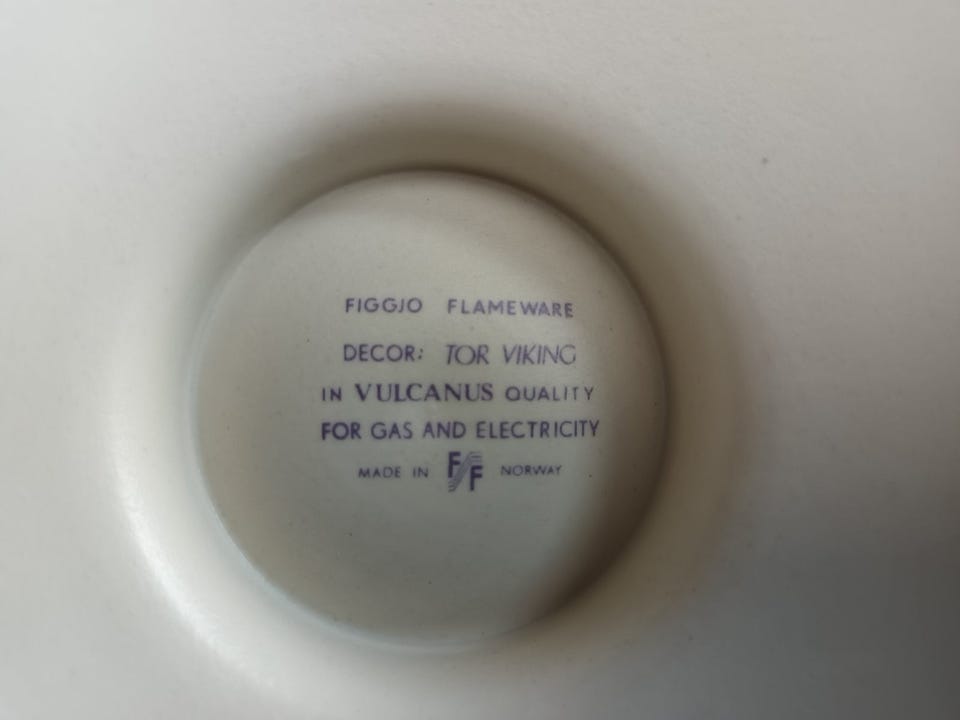 FIGGJO FLAMEWARE
DECOR: TOR VIKING
IN VULCANUS QUALITY
FOR GAS AND ELECTRICITY
MADE IN F/F NORWAY